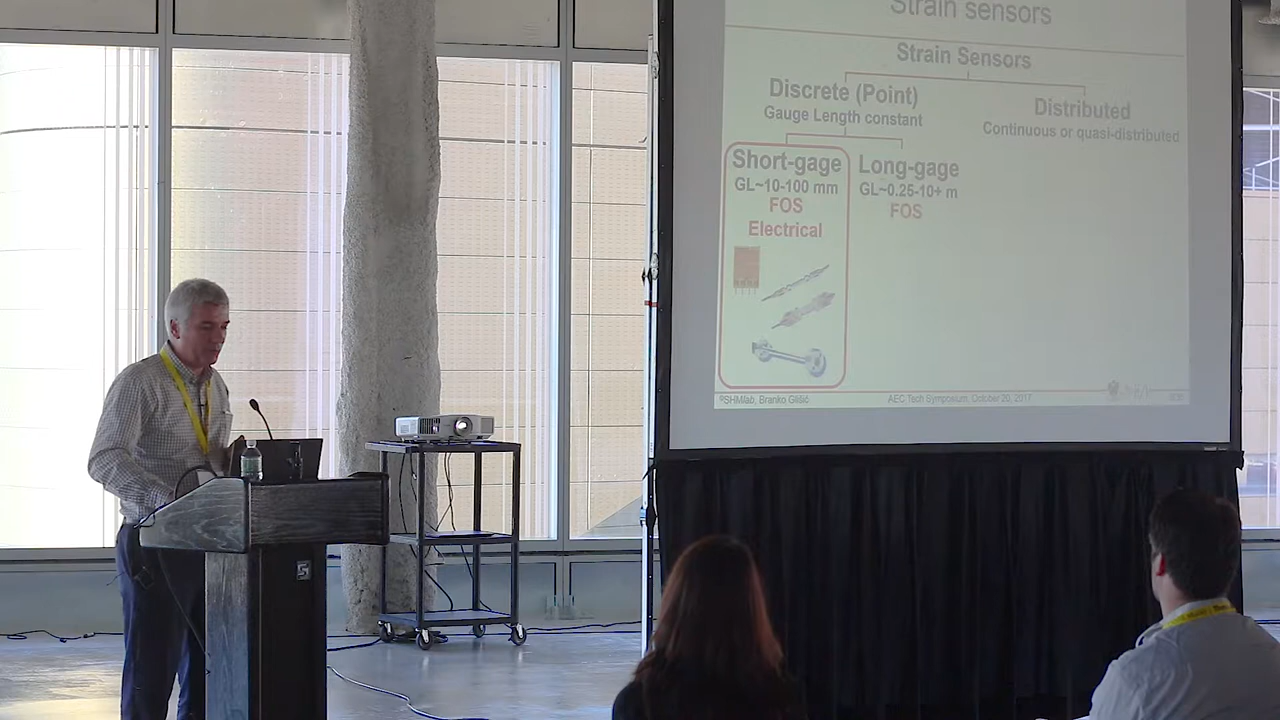 Strain sensors
Strain Sensors
Discrete (Point)
Gauge Length constant
Distributed
Continuous or quasi-distributed
Short-gage
GL~10-100 mm
FOS
Electrical
Long-gage
GL~0.25-10+ m
FOS
AEC Tech Symposium, October 20, 2017
SHMlab, Branko Glišić